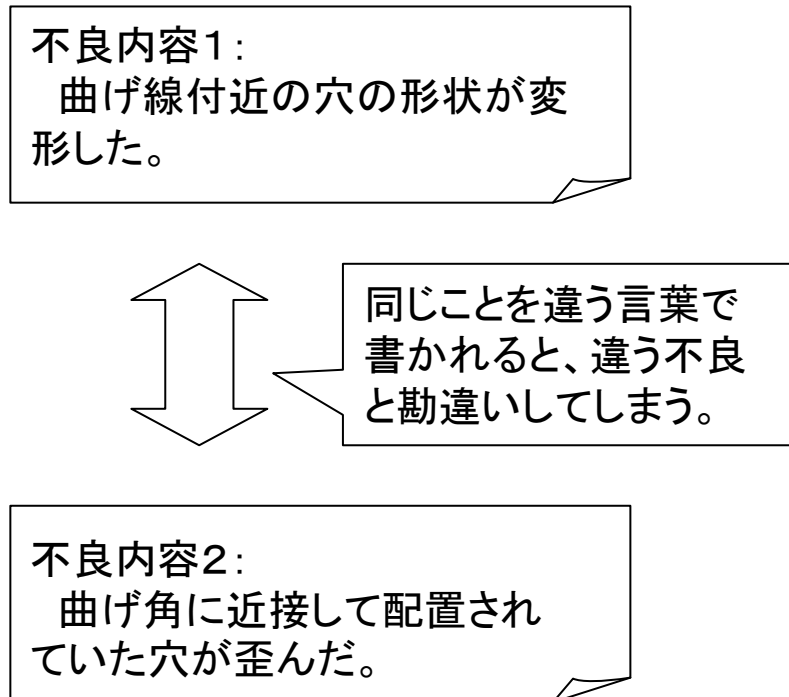 不良内容１：
　曲げ線付近の穴の形状が変
形した。
同じことを違う言葉で
書かれると、違う不良
と勘違いしてしまう。
不良内容２：
　曲げ角に近接して配置され
ていた穴が歪んだ。